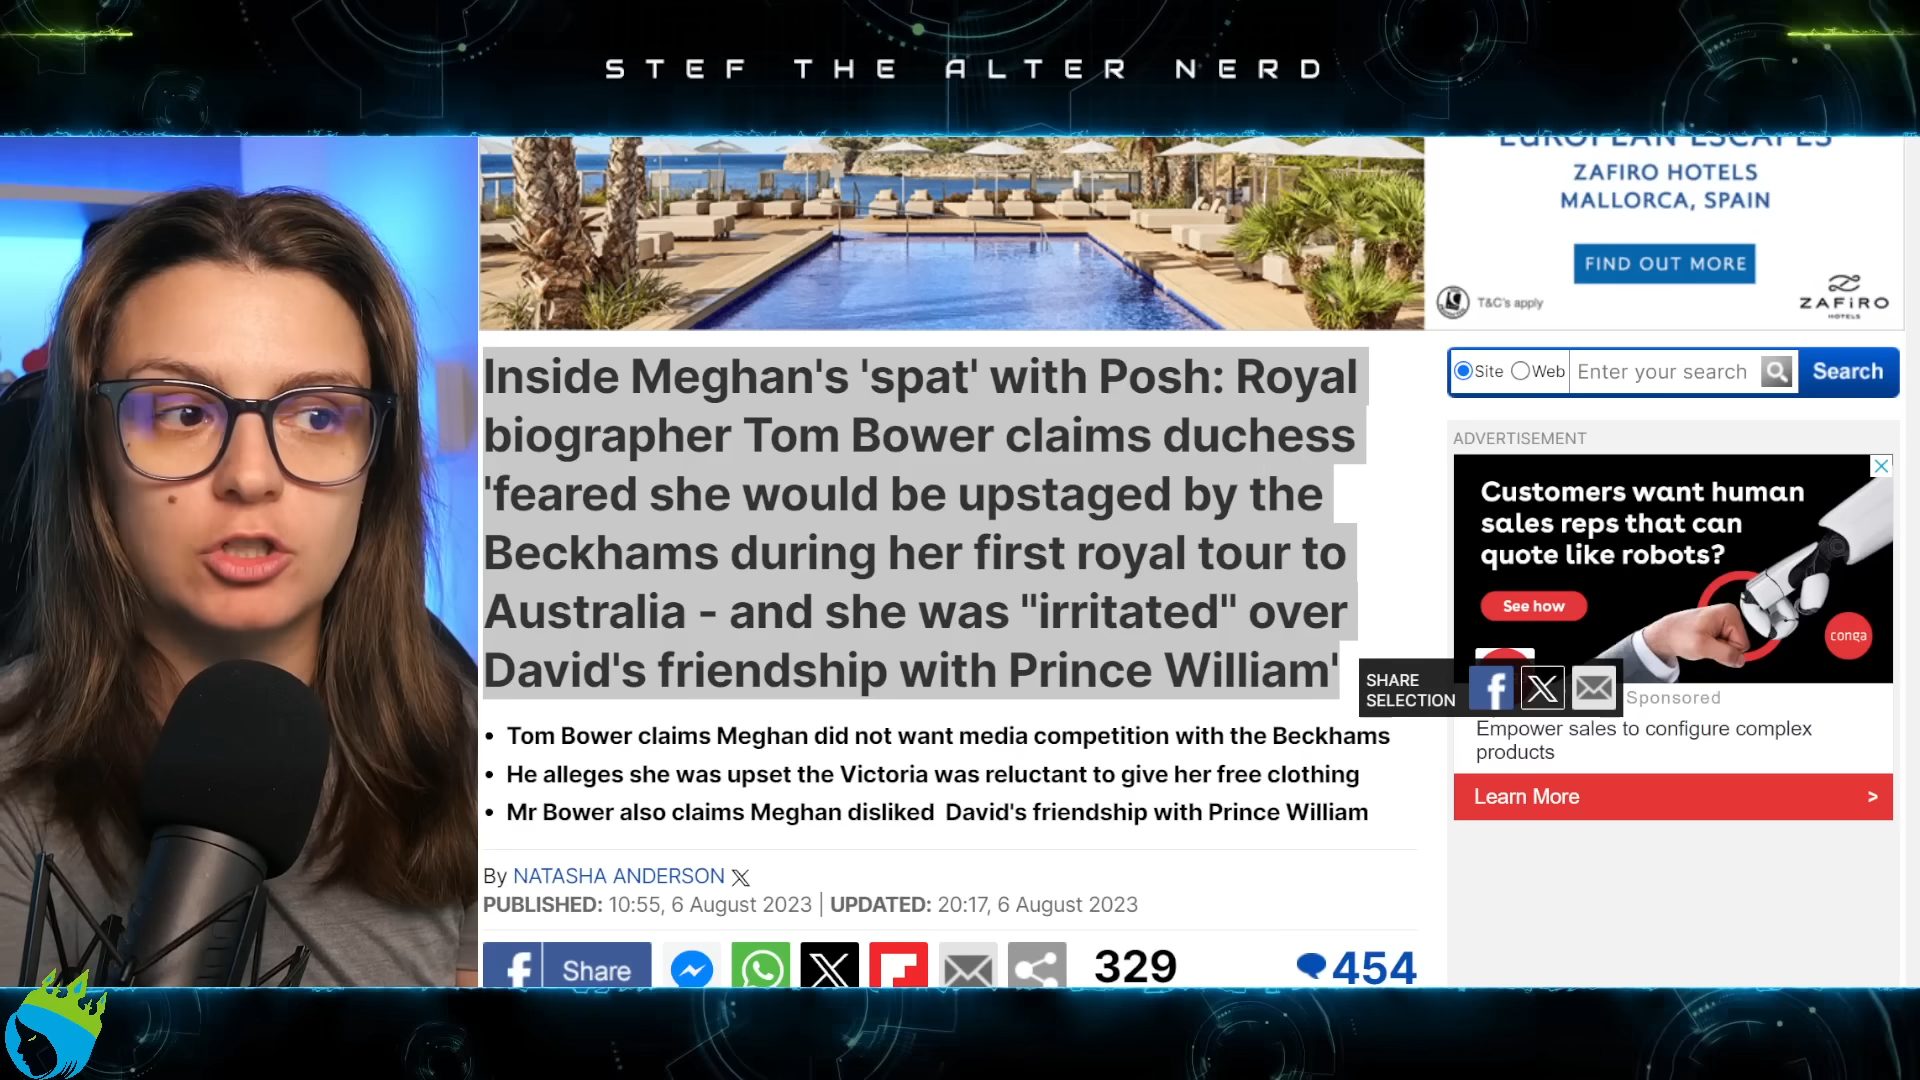 STEF THE ALTER NERD
EUROPEAN ESCAPES
ZAFIRO HOTELS
MALLORCA, SPAIN
FIND OUT MORE
T&C's apply
ZAFIRO
HOTELS
Inside Meghan's 'spat' with Posh: Royal
biographer Tom Bower claims duchess
'feared she would be upstaged by the
Beckhams during her first royal tour to
Australia - and she was "irritated" over
David's friendship with Prince William'
Site Web Enter your search Search
ADVERTISEMENT
Customers want human
sales reps that can
quote like robots?
See how
conga
SHARE
SELECTION
Sponsored
Empower sales to configure complex
products
Learn More >
• Tom Bower claims Meghan did not want media competition with the Beckhams
• He alleges she was upset the Victoria was reluctant to give her free clothing
• Mr Bower also claims Meghan disliked David's friendship with Prince William
By NATASHA ANDERSON
PUBLISHED: 10:55, 6 August 2023 | UPDATED: 20:17, 6 August 2023
Share 329 454